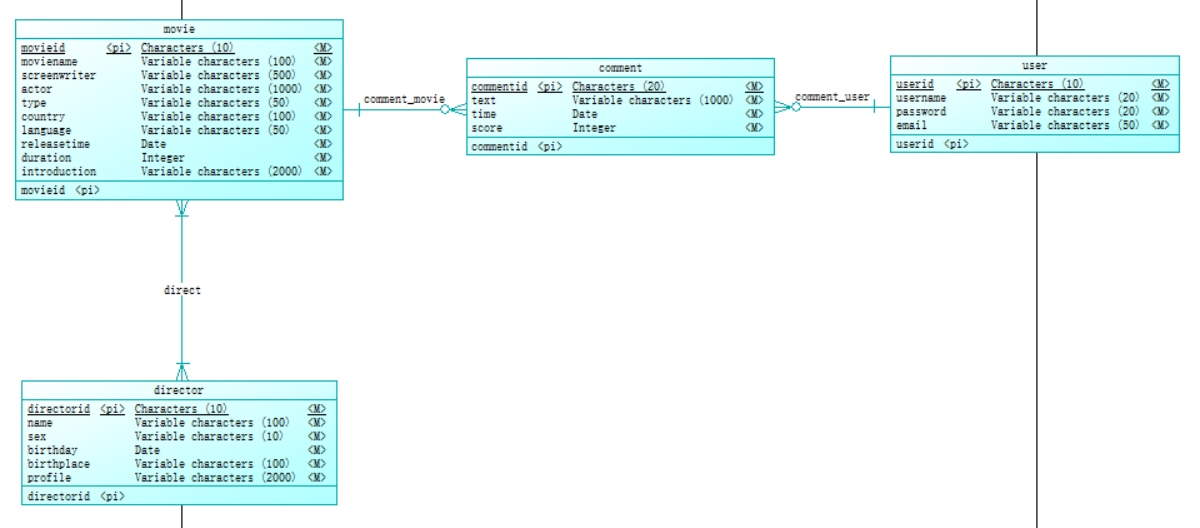 movie
movieid <pi> Characters (10) <M>
moviename Variable characters (100) <M>
screenwriter Variable characters (500) <M>
actor Variable characters (1000) <M>
type Variable characters (50) <M>
country Variable characters (100) <M>
language Variable characters (50) <M>
releasetime Date <M>
duration Integer <M>
introduction Variable characters (2000) <M>
movieid <pi>
comment_movie
comment
commentid <pi> Characters (20) <M>
text Variable characters (1000) <M>
time Date <M>
score Integer <M>
commentid <pi>
comment_user
user
userid <pi> Characters (10) <M>
username Variable characters (20) <M>
password Variable characters (20) <M>
email Variable characters (50) <M>
userid <pi>
direct
director
directorid <pi> Characters (10) <M>
name Variable characters (100) <M>
sex Variable characters (10) <M>
birthday Date <M>
birthplace Variable characters (100) <M>
profile Variable characters (2000) <M>
directorid <pi>